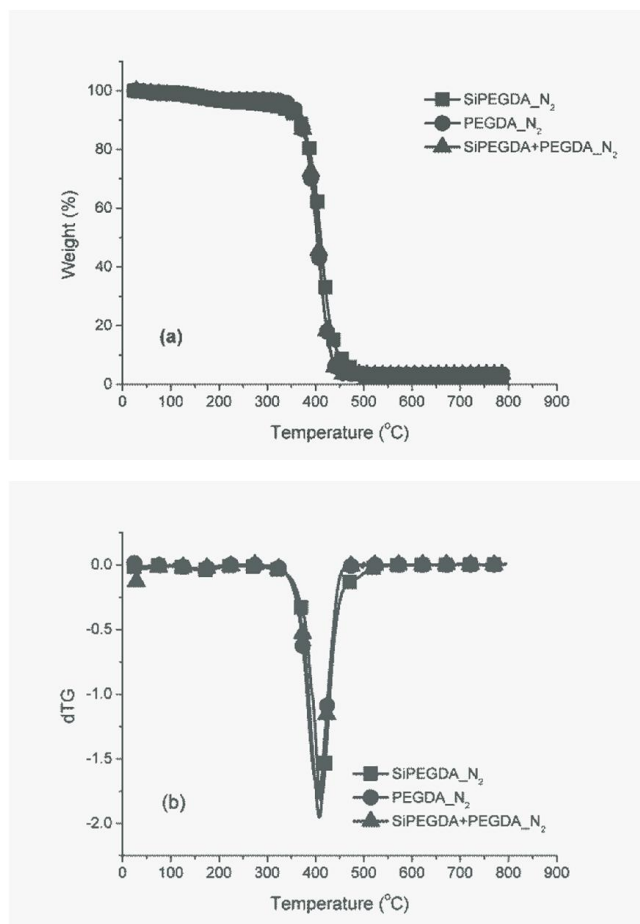 100
80
60
40
20
0
Weight (%)
SiPEGDA_N₂
PEGDA_N₂
SiPEGDA+PEGDA_N₂
(a)
0 100 200 300 400 500 600 700 800 900
Temperature (°C)
0.0
-0.5
-1.0
-1.5
-2.0
dTG
SiPEGDA_N₂
PEGDA_N₂
SiPEGDA+PEGDA_N₂
(b)
0 100 200 300 400 500 600 700 800 900
Temperature (°C)